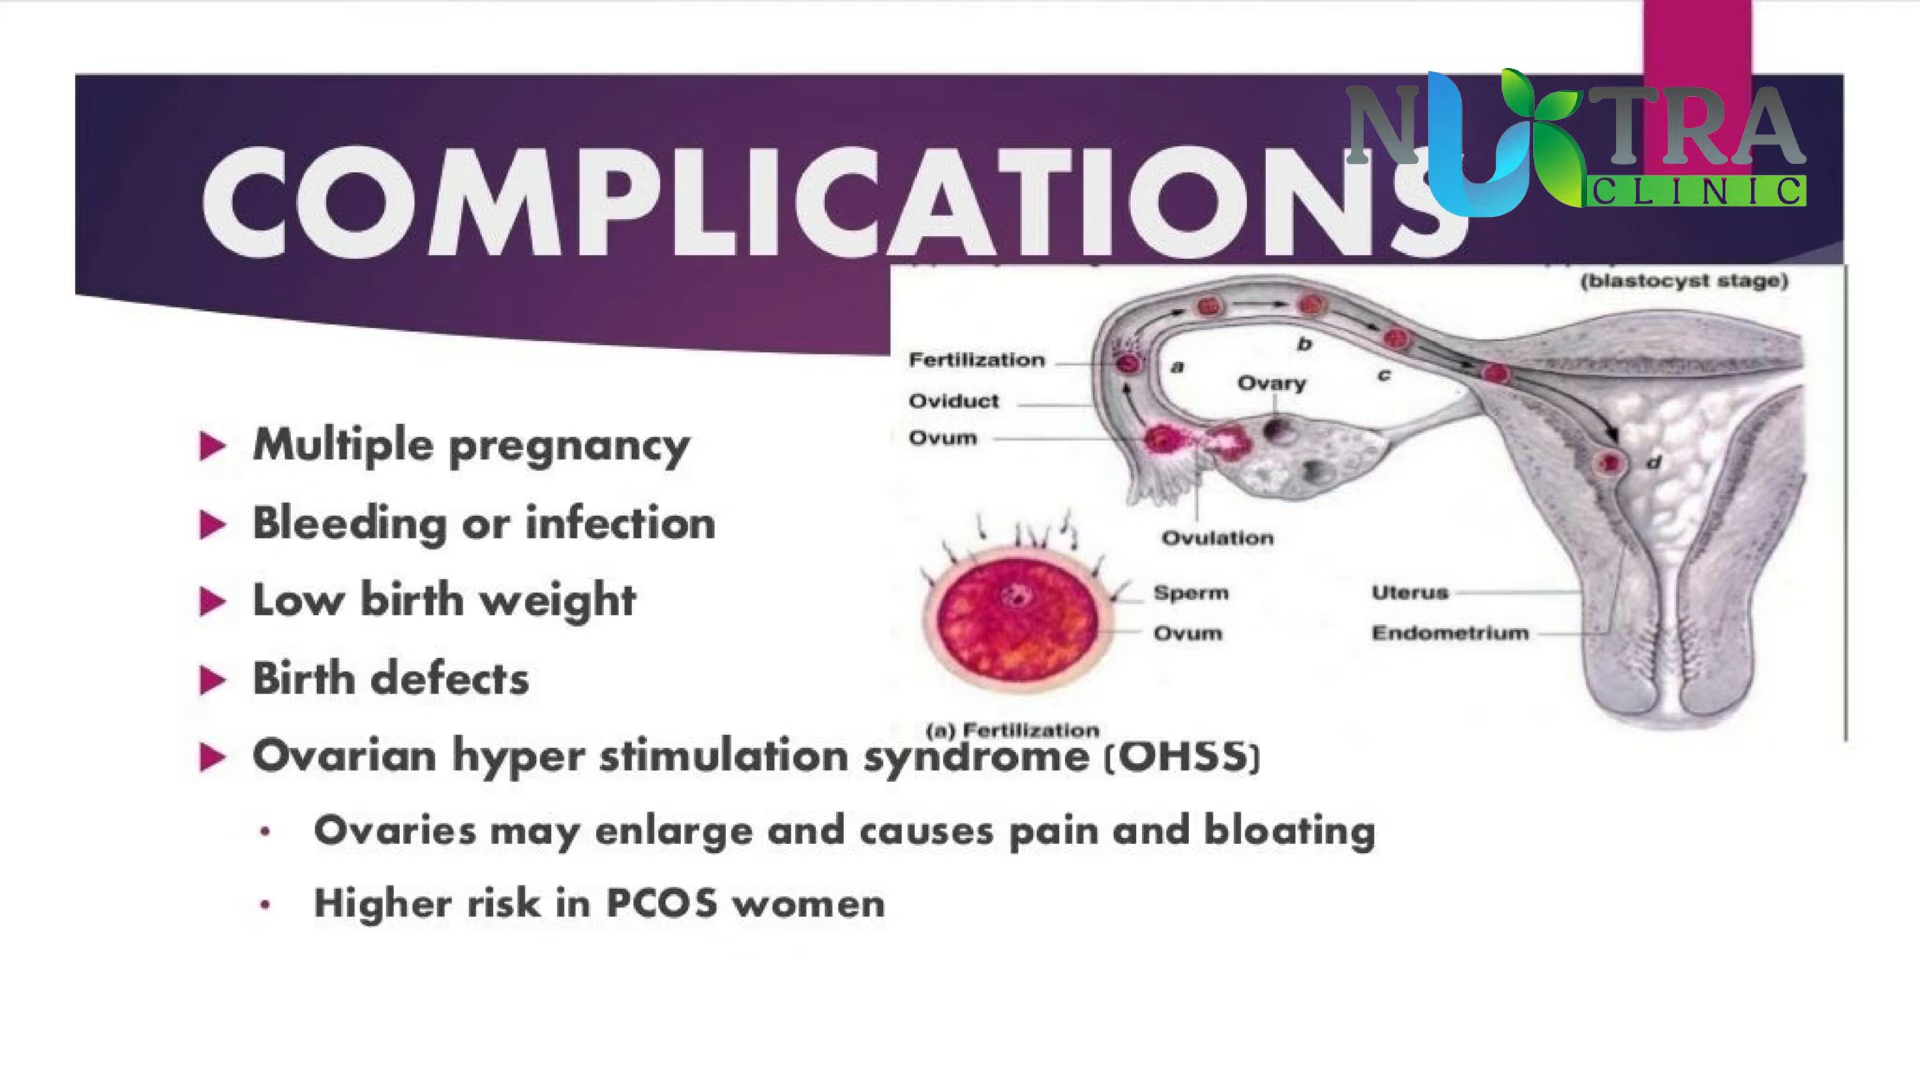 COMPLICATIONS
NUTRA
CLINIC
(blastocyst stage)
Fertilization
Oviduct
Ovum
a
b
c
Ovary
d
Ovulation
Sperm
Ovum
Uterus
Endometrium
(a) Fertilization
Multiple pregnancy
Bleeding or infection
Low birth weight
Birth defects
Ovarian hyper stimulation syndrome (OHSS)
Ovaries may enlarge and causes pain and bloating
Higher risk in PCOS women